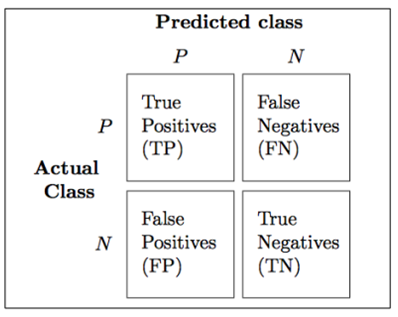 Predicted class
P N
True False
P Positives Negatives
(TP) (FN)
Actual
Class
False True
N Positives Negatives
(FP) (TN)